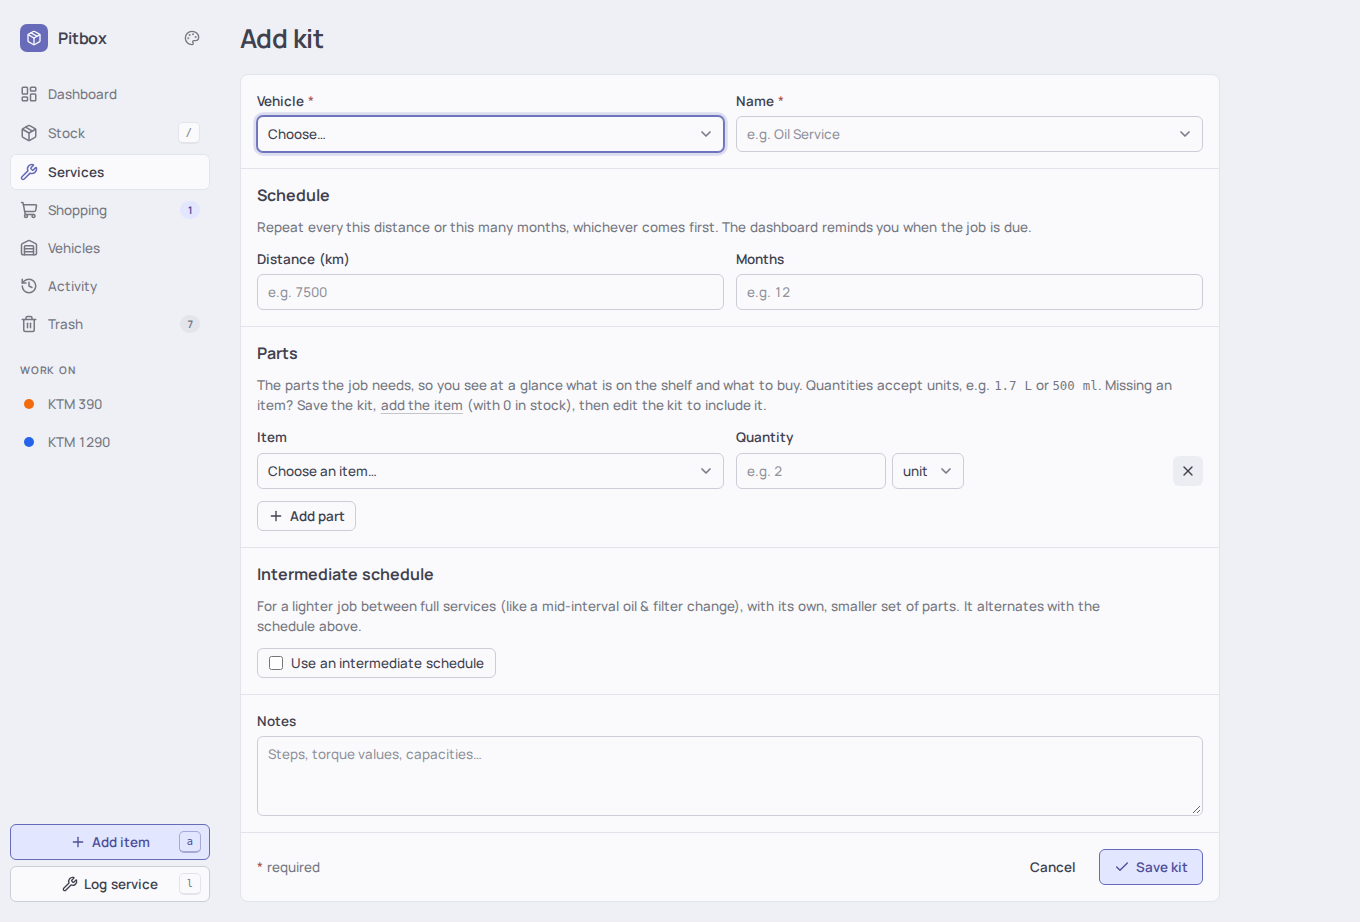 Pitbox
Dashboard
Stock /
Services
Shopping 1
Vehicles
Activity
Trash 7
WORK ON
KTM 390
KTM 1290
Add item a
Log service l
Add kit
Vehicle * Name *
Choose... e.g. Oil Service
Schedule
Repeat every this distance or this many months, whichever comes first. The dashboard reminds you when the job is due.
Distance (km) Months
e.g. 7500 e.g. 12
Parts
The parts the job needs, so you see at a glance what is on the shelf and what to buy. Quantities accept units, e.g. 1.7 L or 500 ml. Missing an
item? Save the kit, add the item (with 0 in stock), then edit the kit to include it.
Item Quantity
Choose an item... e.g. 2 unit
Add part
Intermediate schedule
For a lighter job between full services (like a mid-interval oil & filter change), with its own, smaller set of parts. It alternates with the
schedule above.
Use an intermediate schedule
Notes
Steps, torque values, capacities...
* required Cancel Save kit